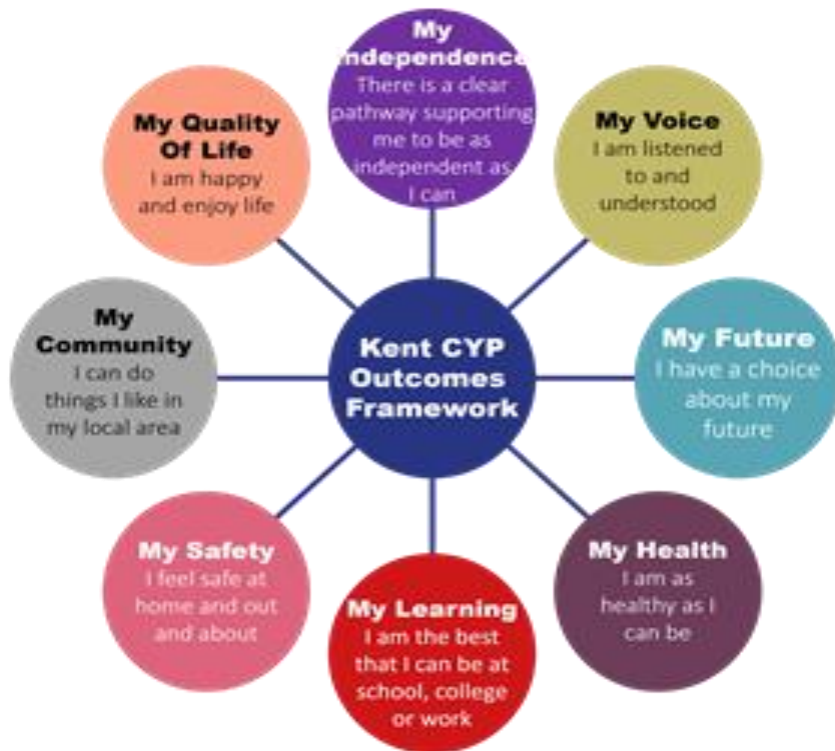 My
Independence
There is a clear
pathway supporting
me to be as
independent as
I can
My Voice
I am listened
to and
understood
My Future
I have a choice
about my
future
My Health
I am as
healthy as I
can be
My Learning
I am the best
that I can be at
school, college
or work
My Safety
I feel safe at
home and out
and about
My
Community
I can do
things I like in
my local area
My Quality
Of Life
I am happy
and enjoy life
Kent CYP
Outcomes
Framework